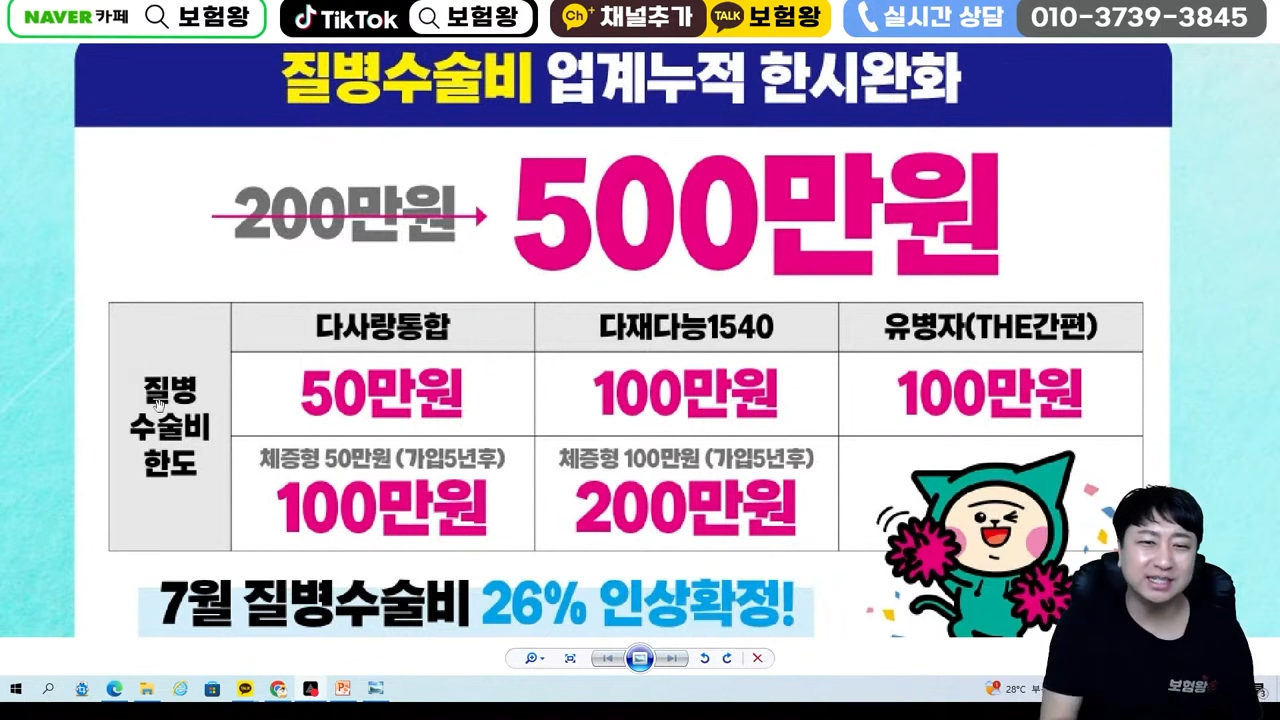 NAVER 카페 보험왕 TikTok 보험왕 Ch+ 채널추가 TALK 보험왕 실시간 상담 010-3739-3845
질병수술비 업계누적 한시완화
200만원 500만원
다사랑통합 다재다능1540 유병자(THE간편)
질병
수술비
한도
50만원 100만원 100만원
체증형 50만원 (가입5년후) 체증형 100만원 (가입5년후)
100만원 200만원
7월 질병수술비 26% 인상확정!
보험왕
28°C